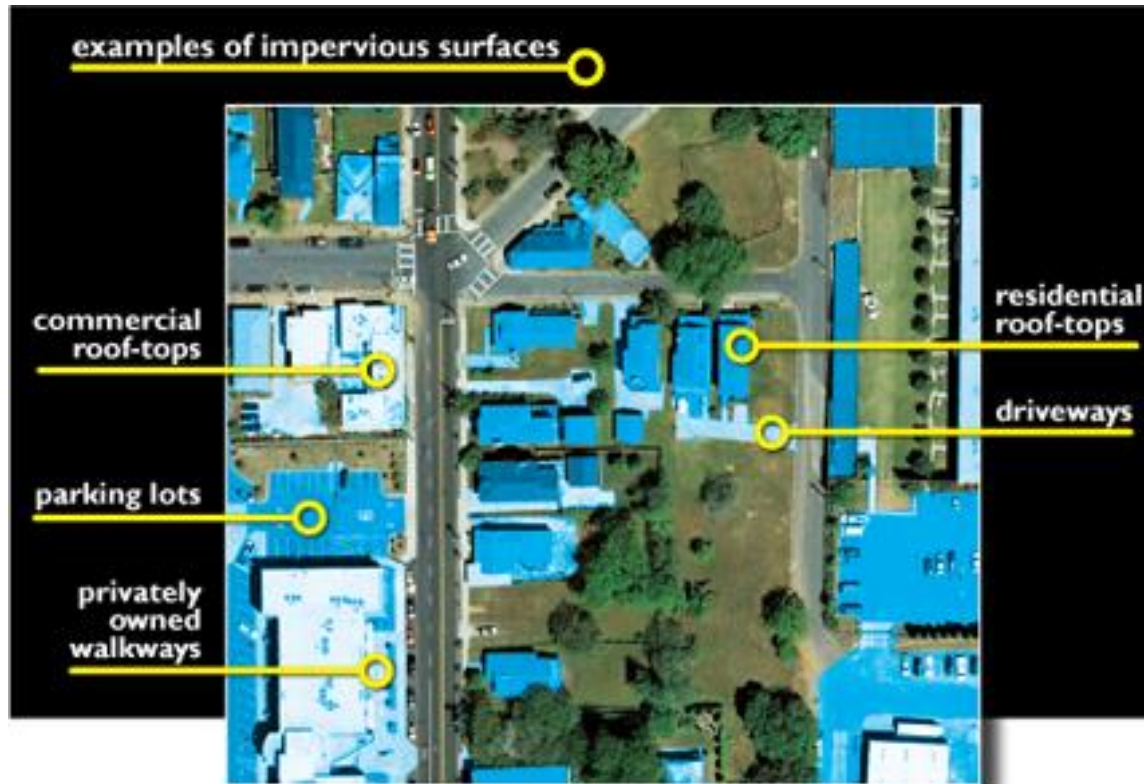 examples of impervious surfaces
commercial
roof-tops
parking lots
privately
owned
walkways
residential
roof-tops
driveways